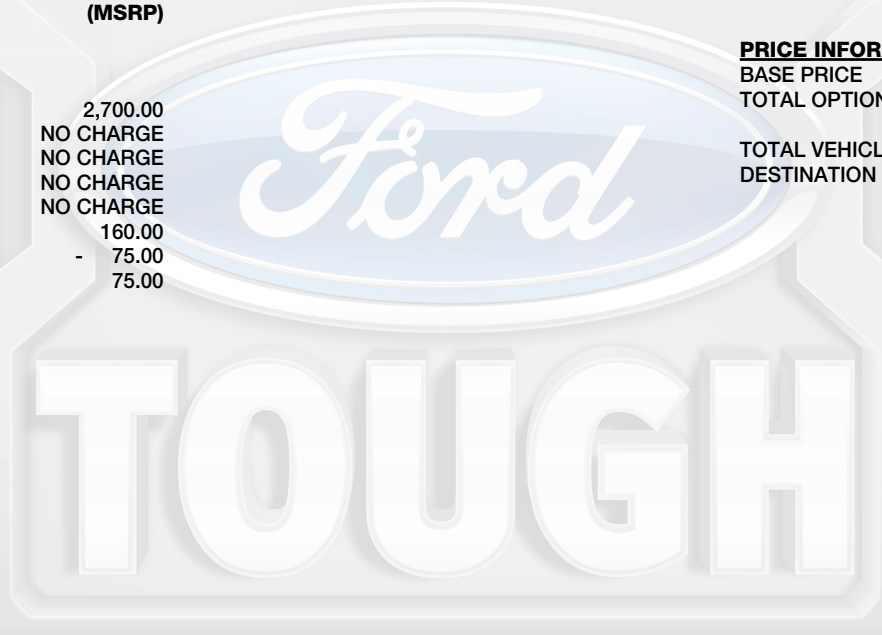 (MSRP)
2,700.00
NO CHARGE
NO CHARGE
NO CHARGE
NO CHARGE
160.00
- 75.00
75.00
PRICE INFOR
BASE PRICE
TOTAL OPTION
TOTAL VEHICL
DESTINATION
Ford
TOUGH